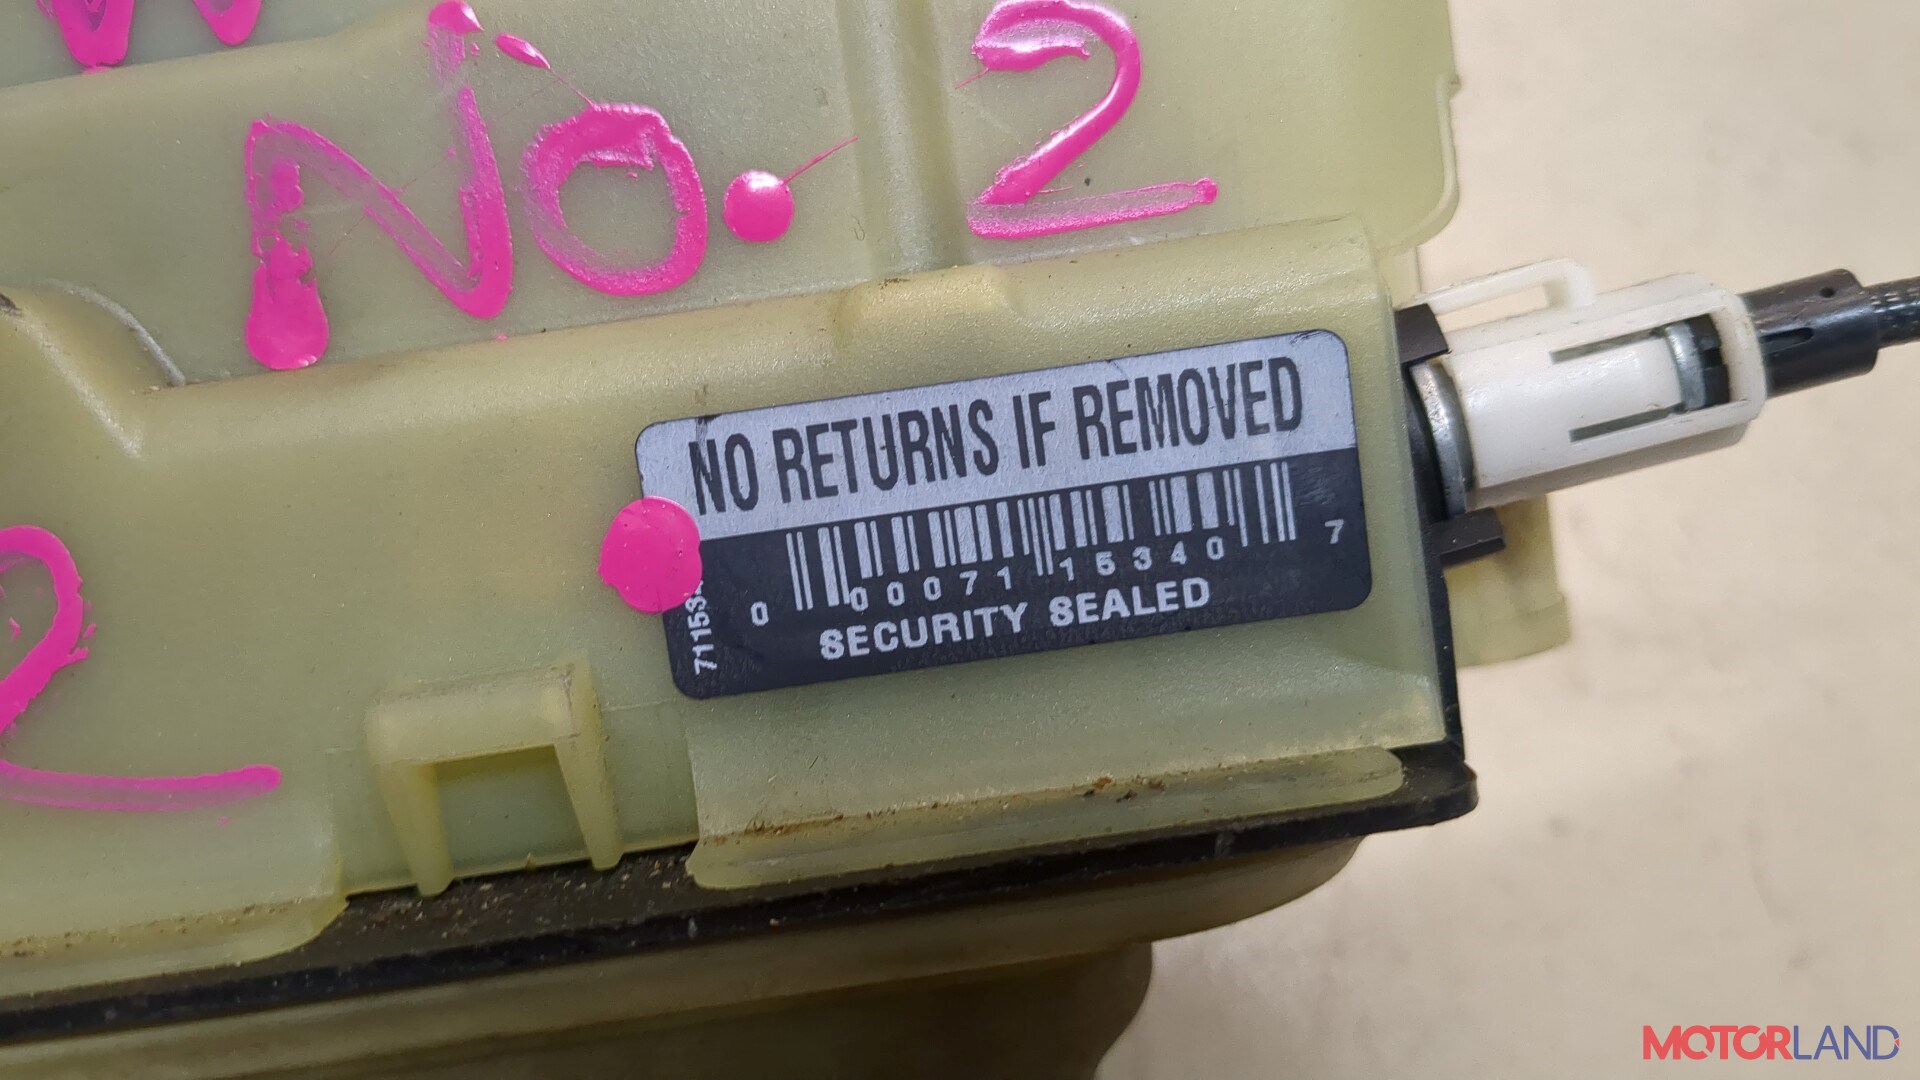 No. 2
NO RETURNS IF REMOVED
0 00071 15340 7
SECURITY SEALED
2
MOTORLAND